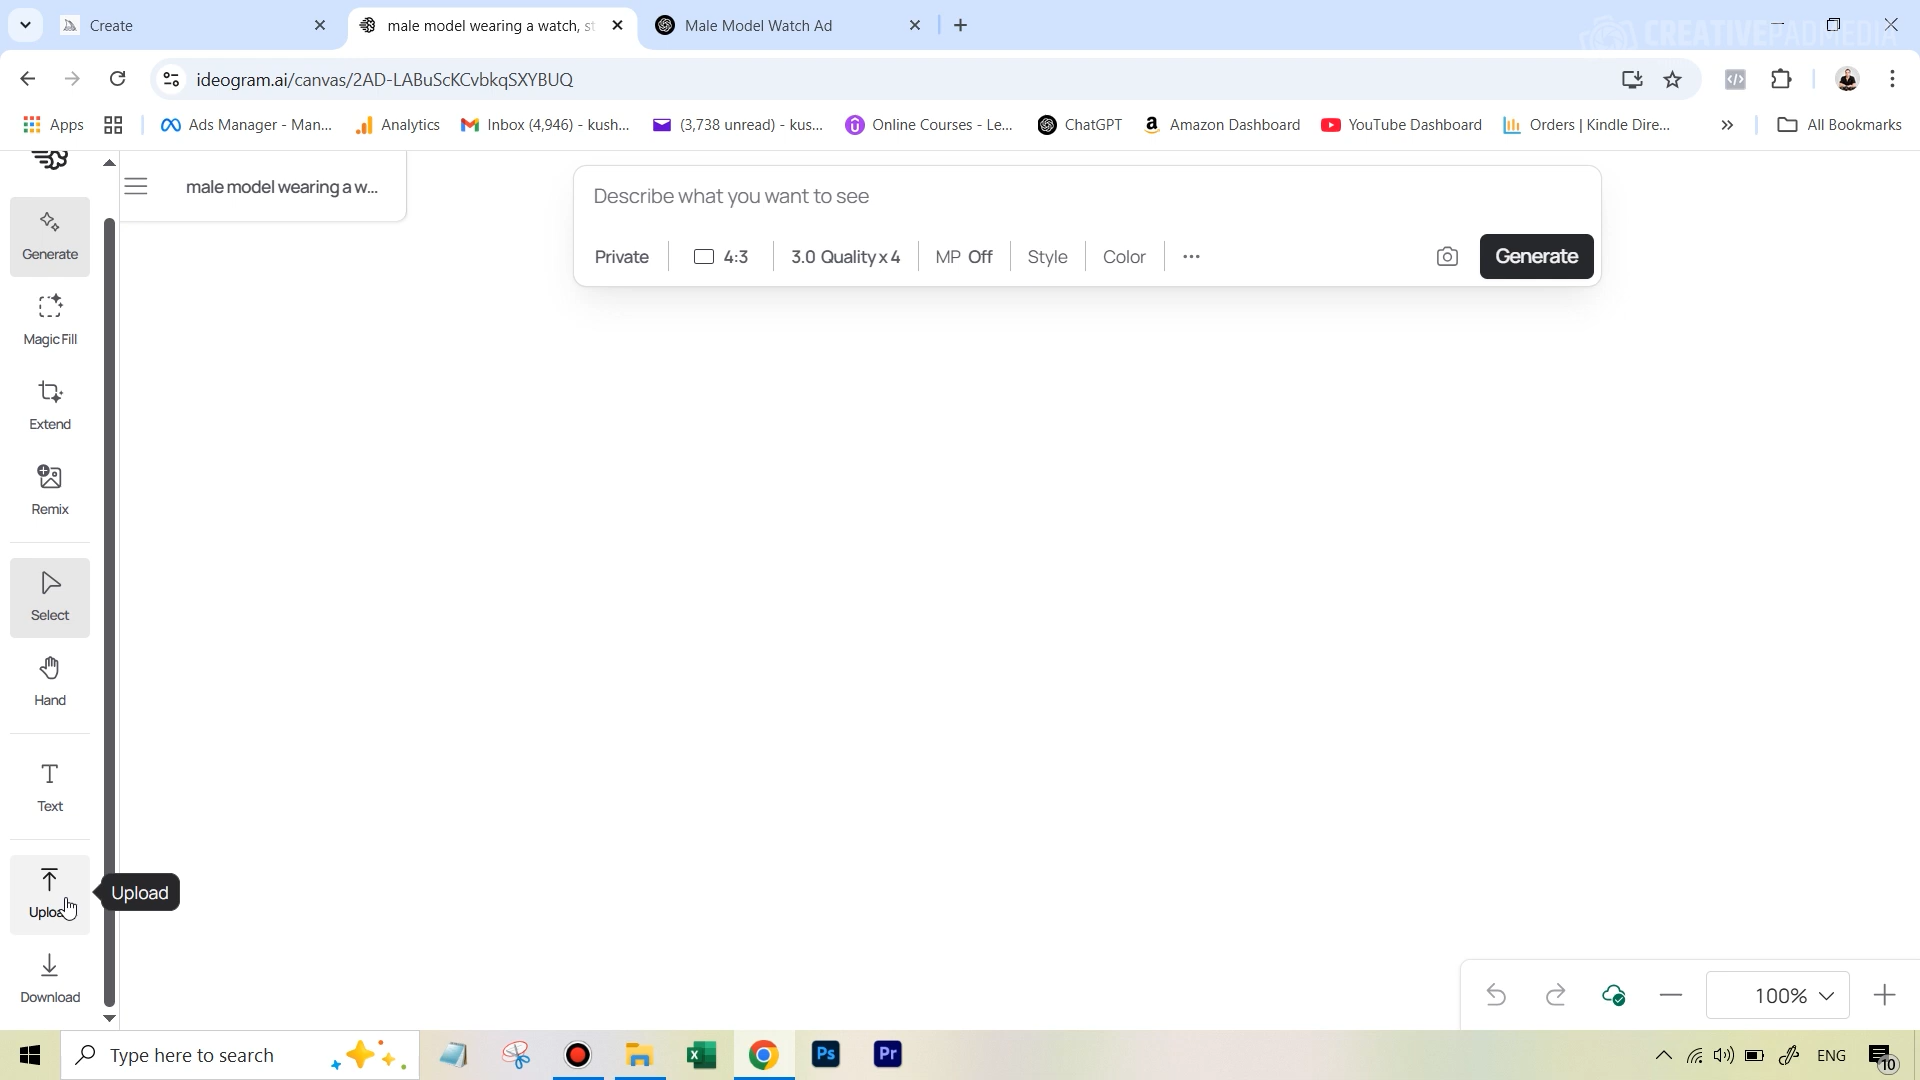 Create
male model wearing a watch, st
Male Model Watch Ad
CREATIVEPADMEDIA
ideogram.ai/canvas/2AD-LABuScKCvbkqSXYBUQ
Apps
Ads Manager - Man...
Analytics
Inbox (4,946) - kush...
(3,738 unread) - kus...
Online Courses - Le...
ChatGPT
Amazon Dashboard
YouTube Dashboard
Orders | Kindle Dire...
All Bookmarks
male model wearing a w...
Describe what you want to see
Private
4:3
3.0 Quality x 4
MP Off
Style
Color
Generate
Generate
Magic Fill
Extend
Remix
Select
Hand
Text
Upload
Upload
Download
100%
Type here to search
Ps
Pr
ENG
10